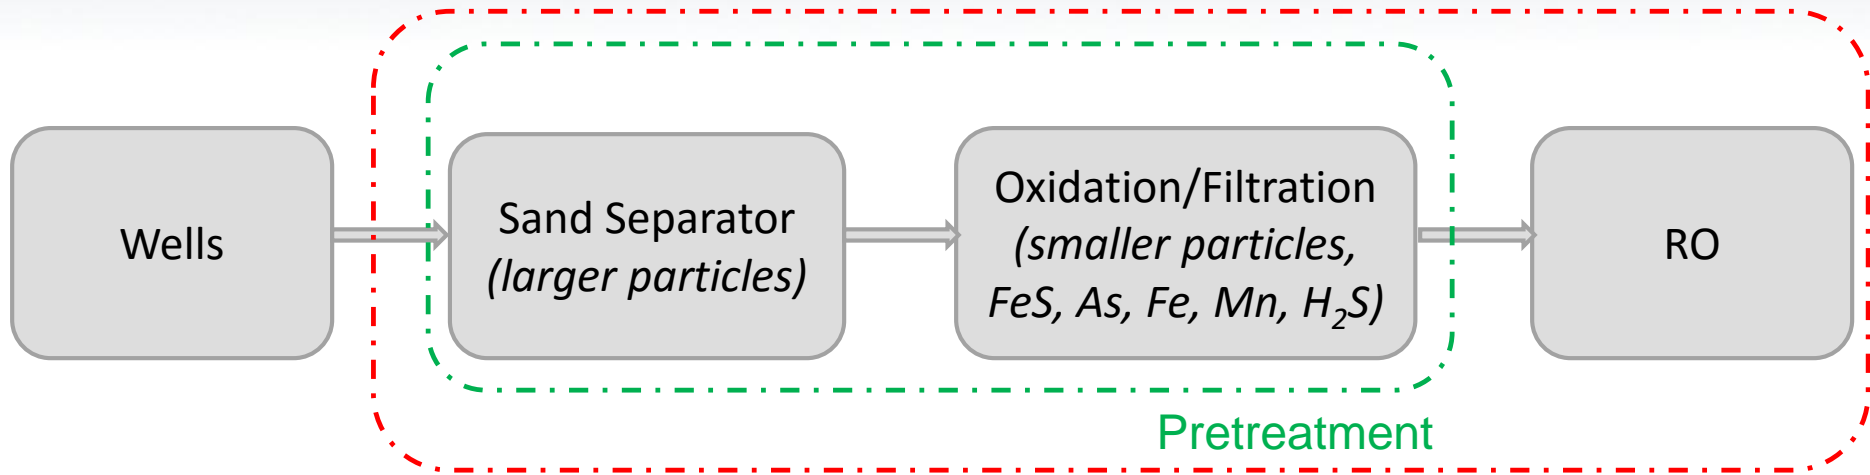 Wells
Sand Separator
(larger particles)
Oxidation/Filtration
(smaller particles,
FeS, As, Fe, Mn, H₂S)
RO
Pretreatment